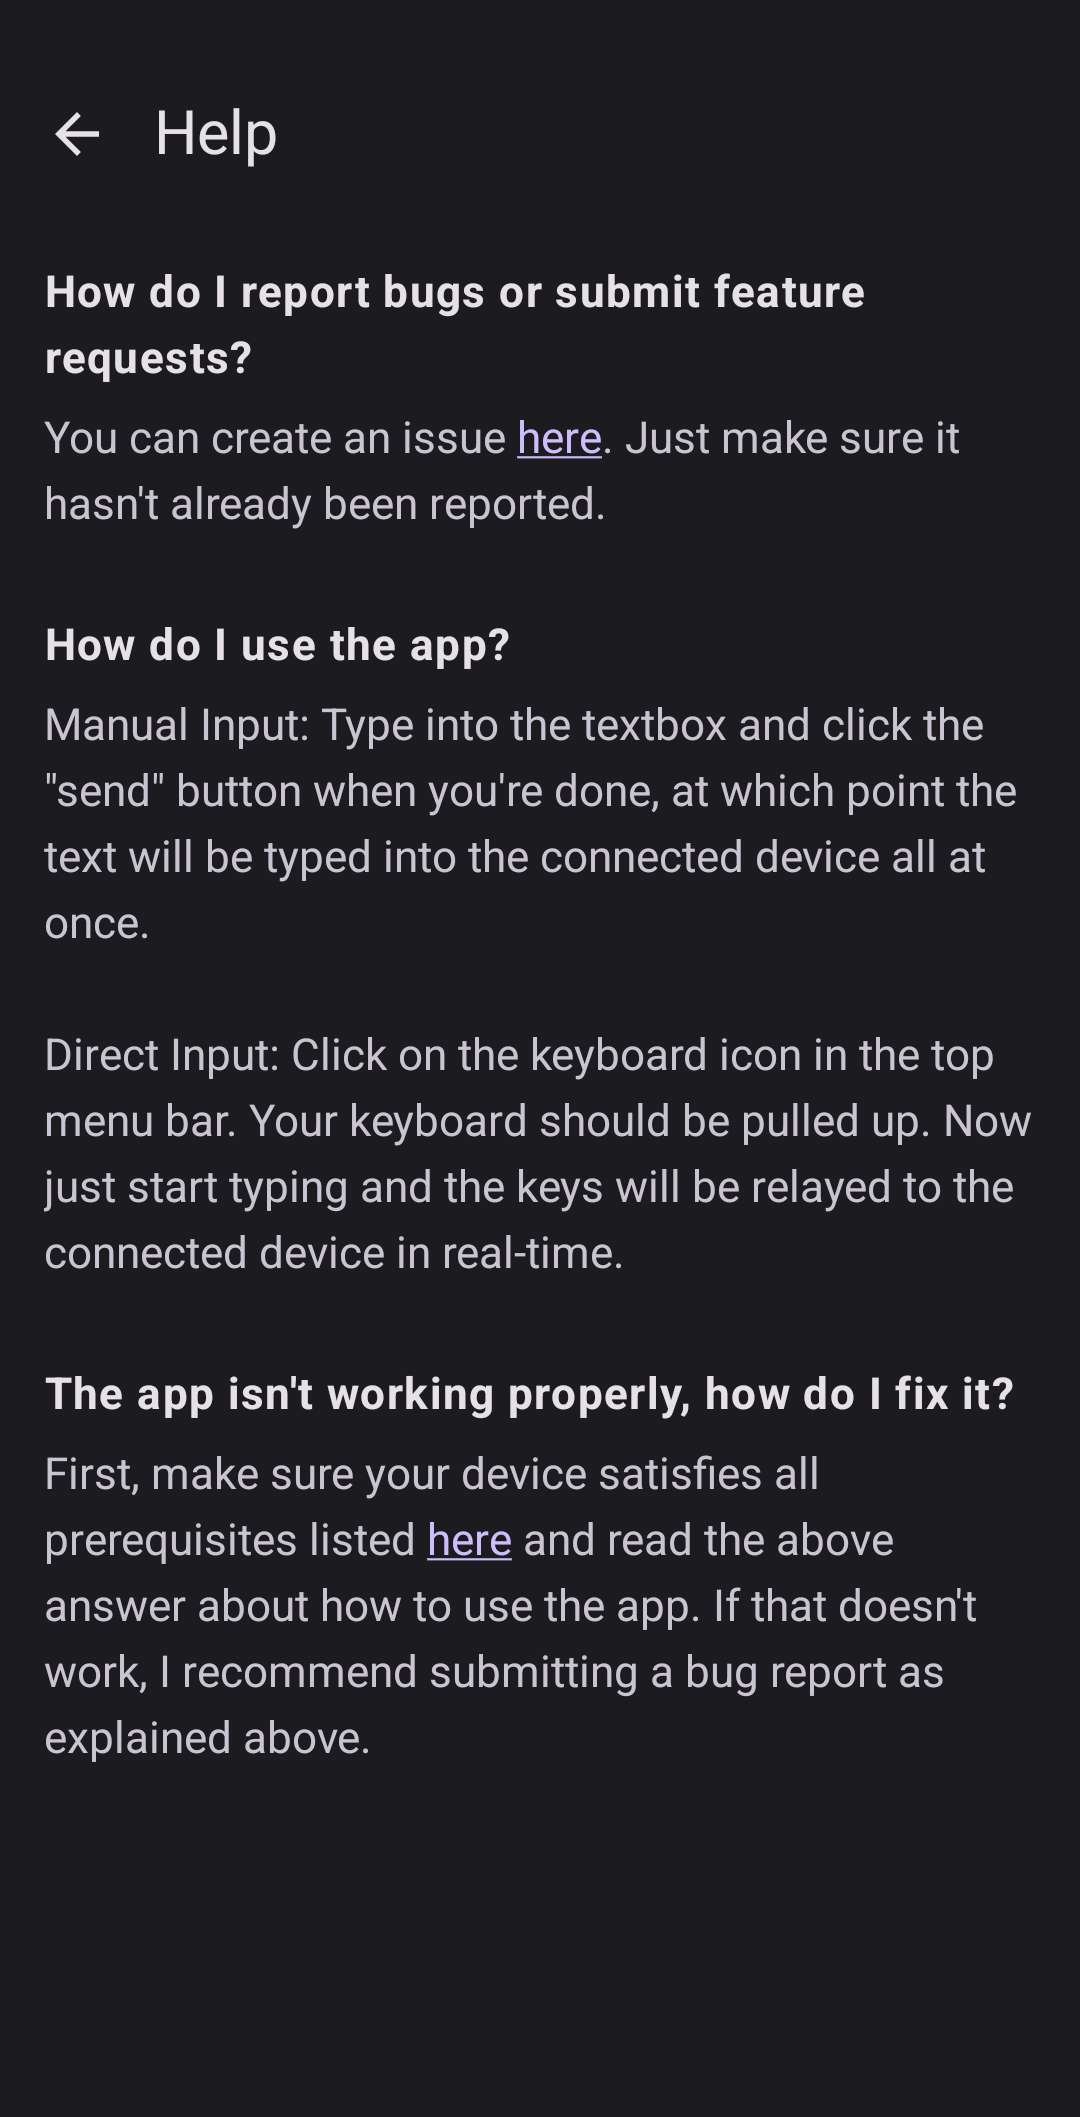 Help
How do I report bugs or submit feature
requests?
You can create an issue here. Just make sure it
hasn't already been reported.
How do I use the app?
Manual Input: Type into the textbox and click the
"send" button when you're done, at which point the
text will be typed into the connected device all at
once.
Direct Input: Click on the keyboard icon in the top
menu bar. Your keyboard should be pulled up. Now
just start typing and the keys will be relayed to the
connected device in real-time.
The app isn't working properly, how do I fix it?
First, make sure your device satisfies all
prerequisites listed here and read the above
answer about how to use the app. If that doesn't
work, I recommend submitting a bug report as
explained above.